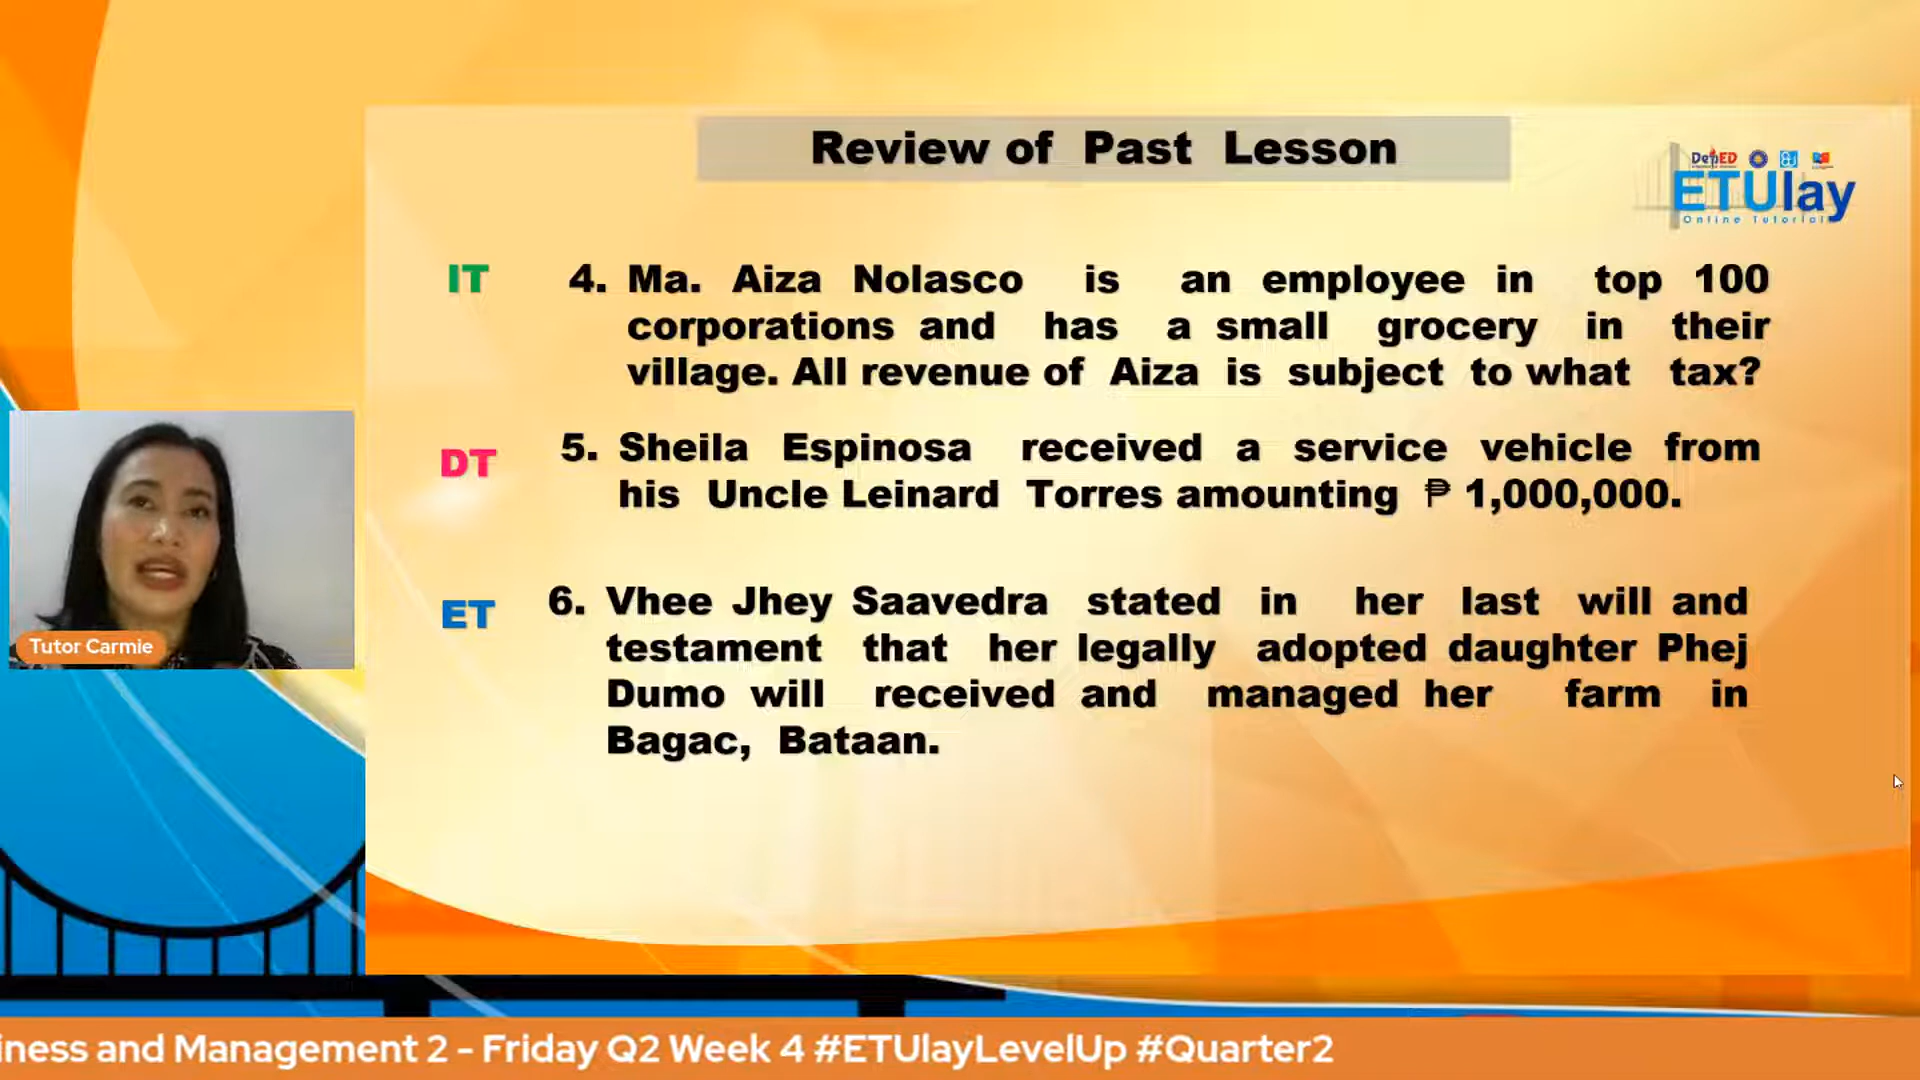 Review of Past Lesson
DepED
ETUlay
Online Tutorial
IT 4. Ma. Aiza Nolasco is an employee in top 100
corporations and has a small grocery in their
village. All revenue of Aiza is subject to what tax?
DT 5. Sheila Espinosa received a service vehicle from
his Uncle Leinard Torres amounting ₱ 1,000,000.
ET 6. Vhee Jhey Saavedra stated in her last will and
testament that her legally adopted daughter Phej
Dumo will received and managed her farm in
Bagac, Bataan.
Tutor Carmie
iness and Management 2 - Friday Q2 Week 4 #ETUlayLevelUp #Quarter2